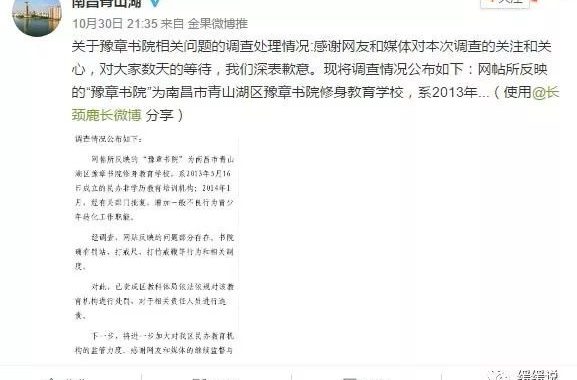 南昌青山湖
10月30日 21:35 来自 金果微博推
关于豫章书院相关问题的调查处理情况:感谢网友和媒体对本次调查的关注和关
心，对大家数天的等待，我们深表歉意。现将调查情况公布如下：网帖所反映
的“豫章书院”为南昌市青山湖区豫章书院修身教育学校，系2013年...（使用@长
颈鹿长微博 分享）
调查情况公布如下：
网帖所反映的“豫章书院”为南昌市青山
湖区豫章书院修身教育学校，系2013年5月16
日成立的民办非学历教育培训机构；2014年1
月，经有关部门批复，增加一般不良行为青少
年转化工作职能。
经调查，网帖反映的问题部分存在。书院
确有罚站、打戒尺、打竹戒鞭等行为和相关制
度。
对此，已责成区教科体局依法依规对该教
育机构进行处罚，对于相关责任人员进行追
责。
下一步，将进一步加大对我区民办教育机
构的监管力度。感谢网友和媒体的继续监督与
缓缓说